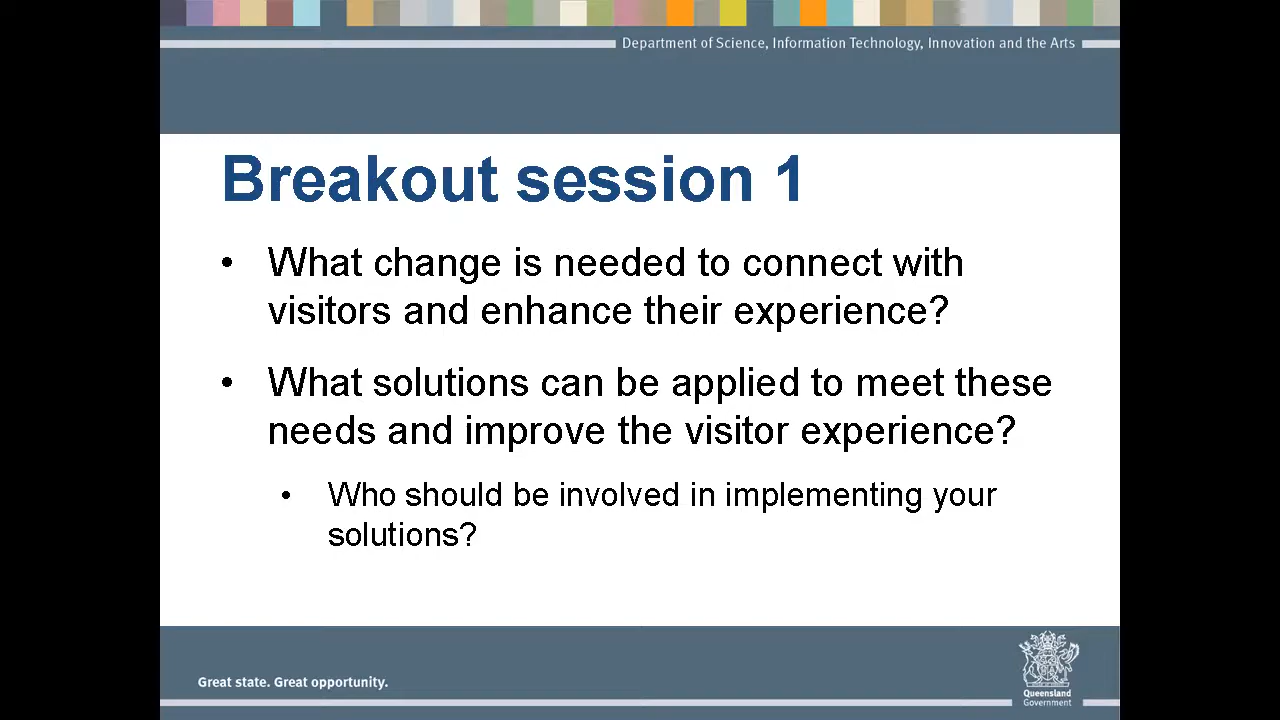 Department of Science, Information Technology, Innovation and the Arts
Breakout session 1
• What change is needed to connect with
visitors and enhance their experience?
• What solutions can be applied to meet these
needs and improve the visitor experience?
• Who should be involved in implementing your
solutions?
Great state. Great opportunity.
Queensland
Government